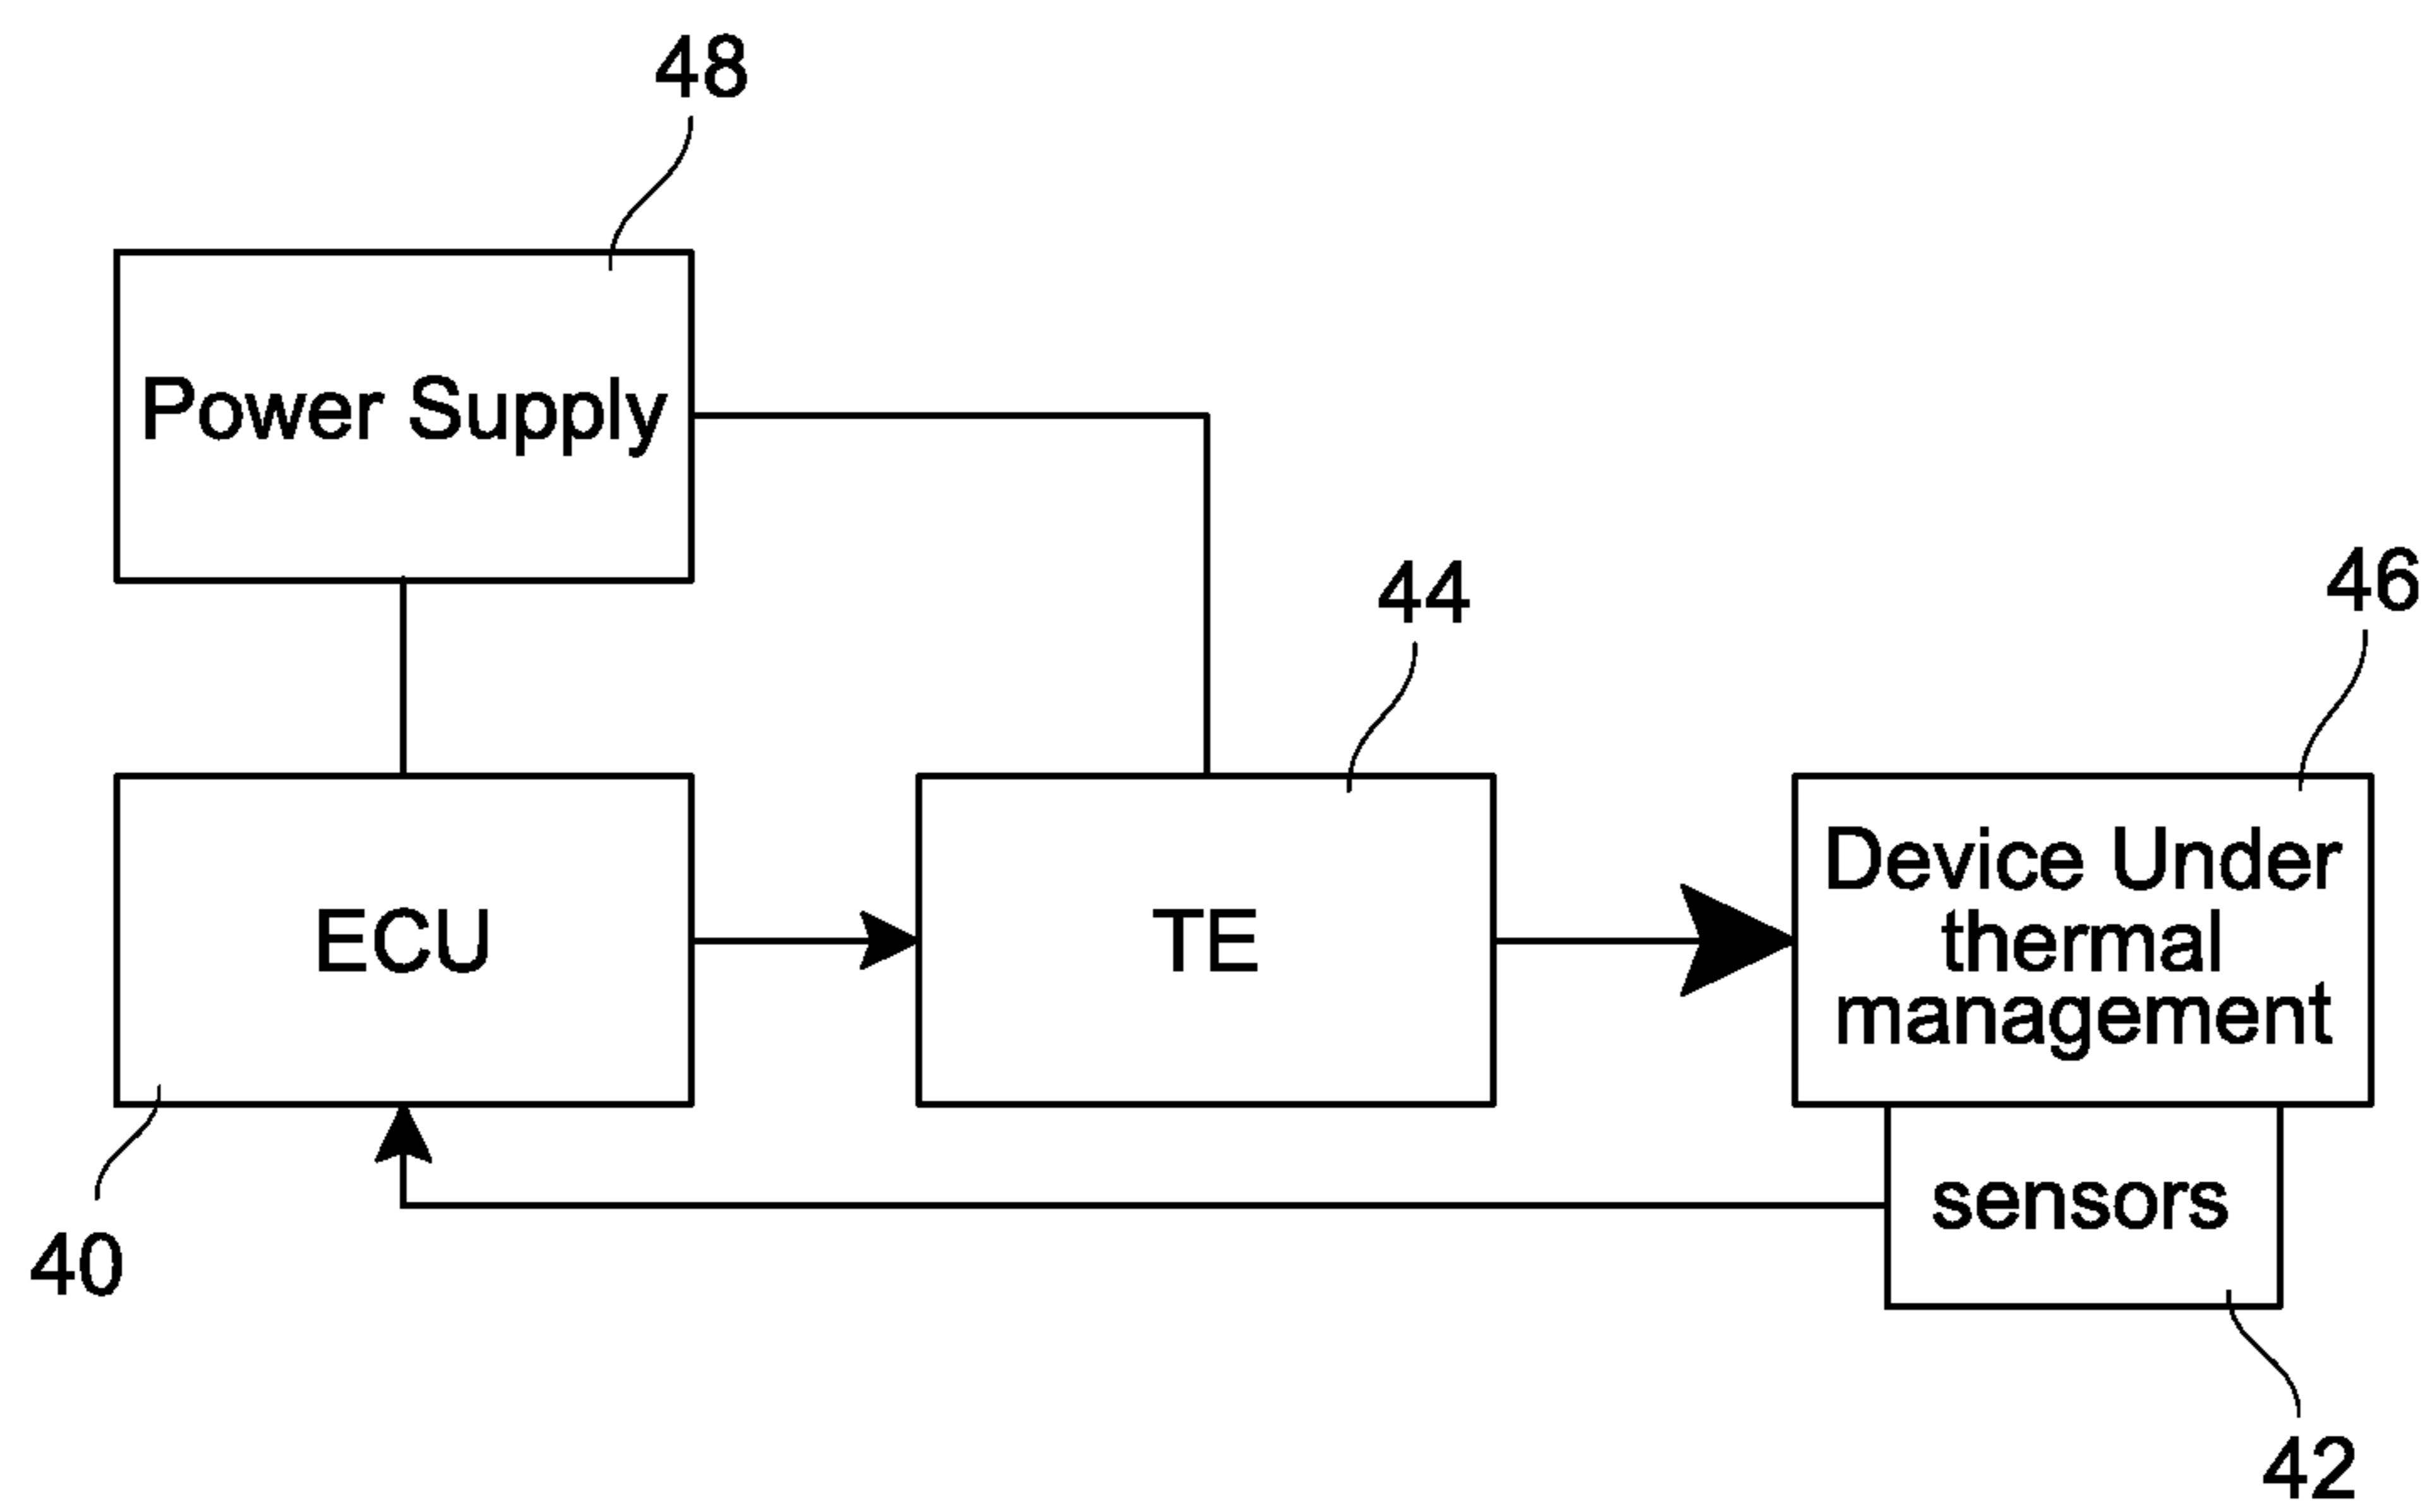 48
Power Supply
44
46
ECU
TE
Device Under
thermal
management
sensors
40
42